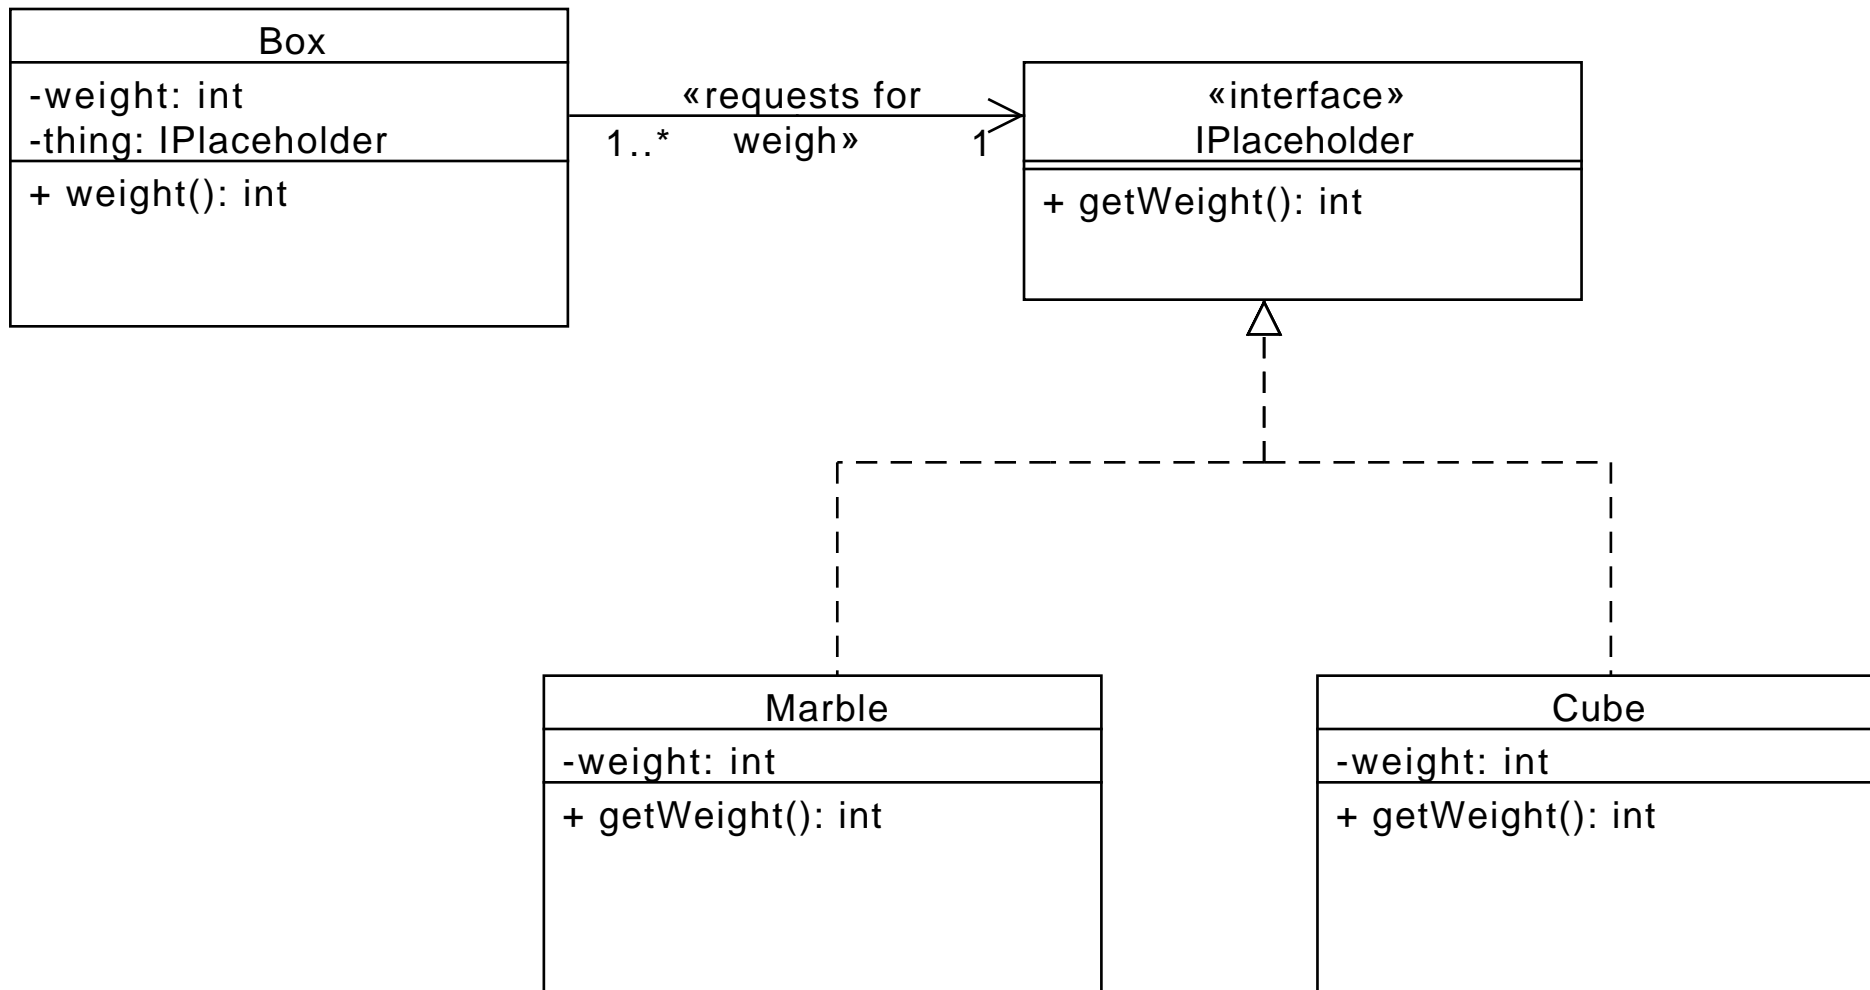 Box
-weight: int
-thing: IPlaceholder
+ weight(): int
«requests for
weigh»
1..*
1
«interface»
IPlaceholder
+ getWeight(): int
Marble
-weight: int
+ getWeight(): int
Cube
-weight: int
+ getWeight(): int